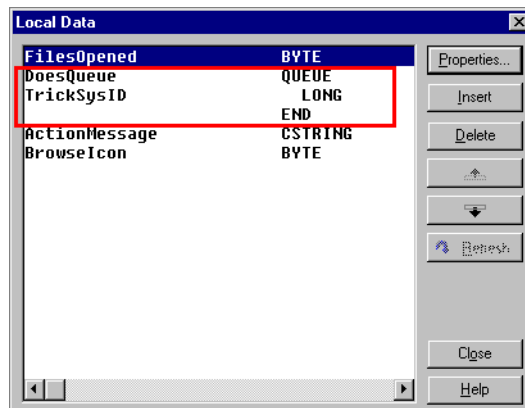 Local Data
FilesOpened BYTE
DoesQueue QUEUE
TrickSysID LONG
END
ActionMessage CSTRING
BrowseIcon BYTE
Properties...
Insert
Delete
Refresh
Close
Help